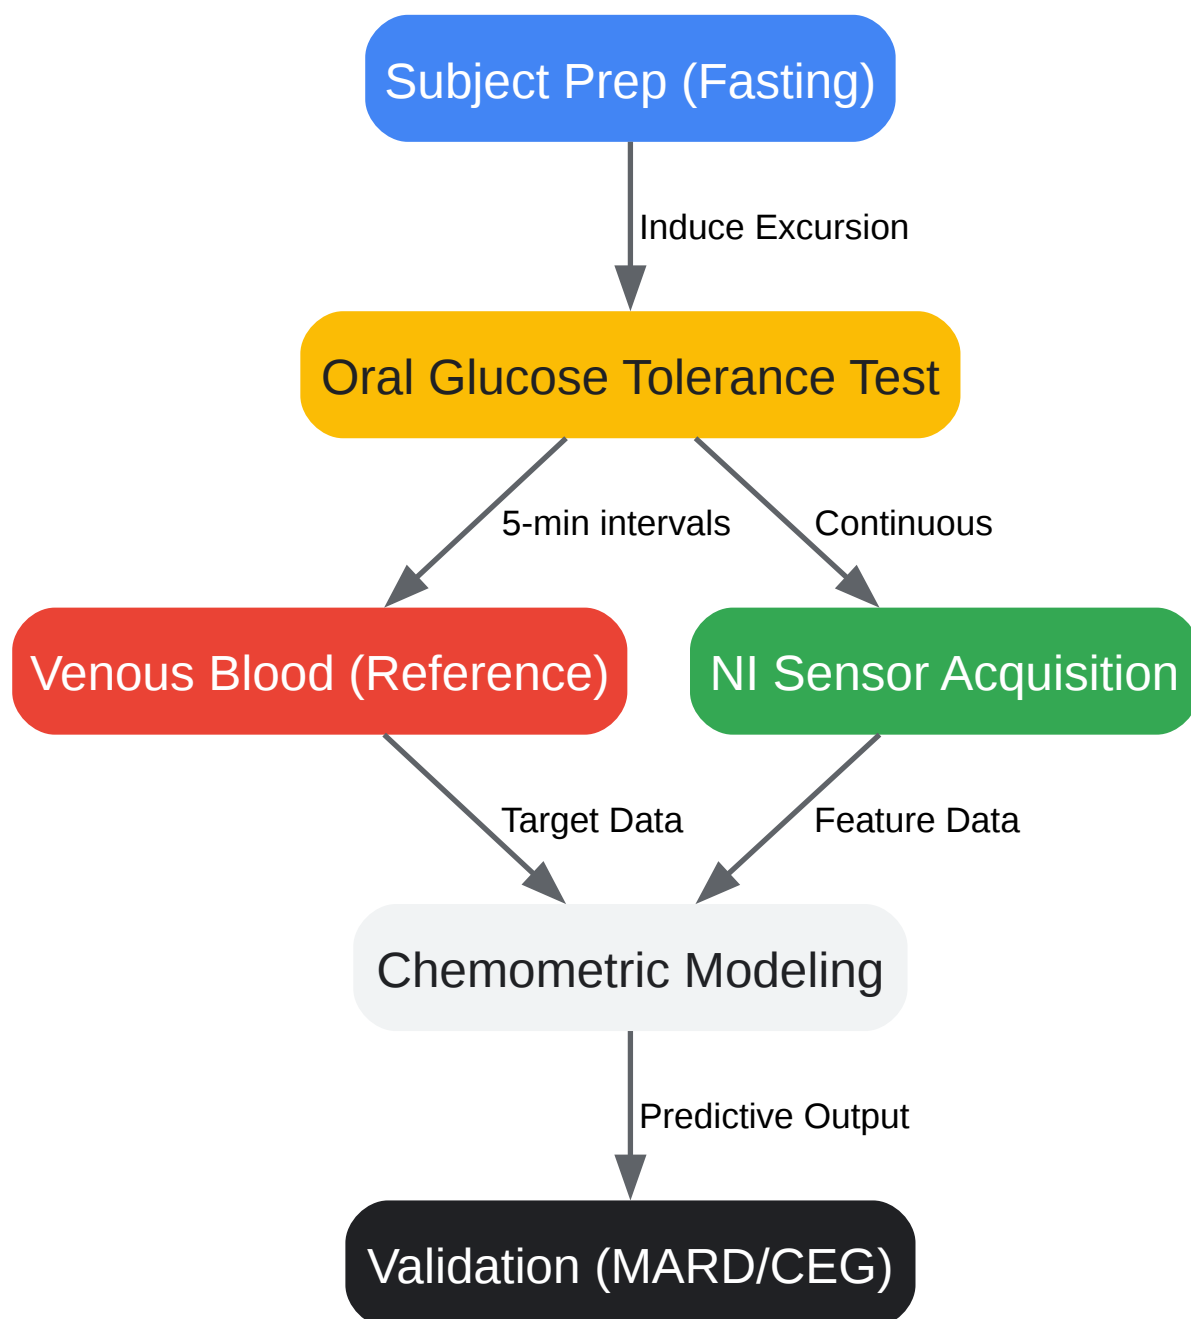 Subject Prep (Fasting)
Induce Excursion
Oral Glucose Tolerance Test
5-min intervals
Continuous
Venous Blood (Reference)
NI Sensor Acquisition
Target Data
Feature Data
Chemometric Modeling
Predictive Output
Validation (MARD/CEG)